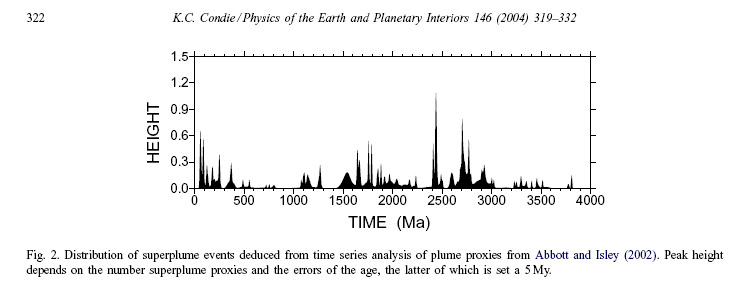 322
K.C. Condie / Physics of the Earth and Planetary Interiors 146 (2004) 319–332
1.5
1.2
0.9
0.6
0.3
0.0
HEIGHT
0 500 1000 1500 2000 2500 3000 3500 4000
TIME (Ma)
Fig. 2. Distribution of superplume events deduced from time series analysis of plume proxies from Abbott and Isley (2002). Peak height
depends on the number superplume proxies and the errors of the age, the latter of which is set a 5 My.